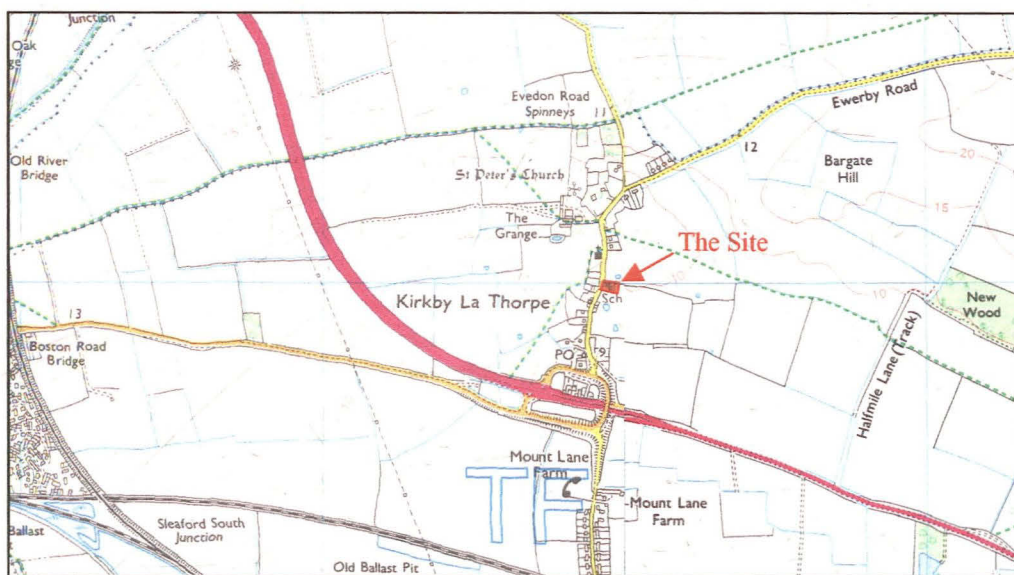 Junction
Oak
ge
Evedon Road
Spinneys
11
Ewerby Road
Old River
Bridge
12
Bargate
Hill
20
15
St Peter's Church
The
Grange
The Site
10
10
Kirkby La Thorpe
Sch
New
Wood
13
Boston Road
Bridge
PO
9
Halfmile Lane (Track)
Mount Lane
Farm
TF
Mount Lane
Farm
Ballast
Sleaford South
Junction
Old Ballast Pit